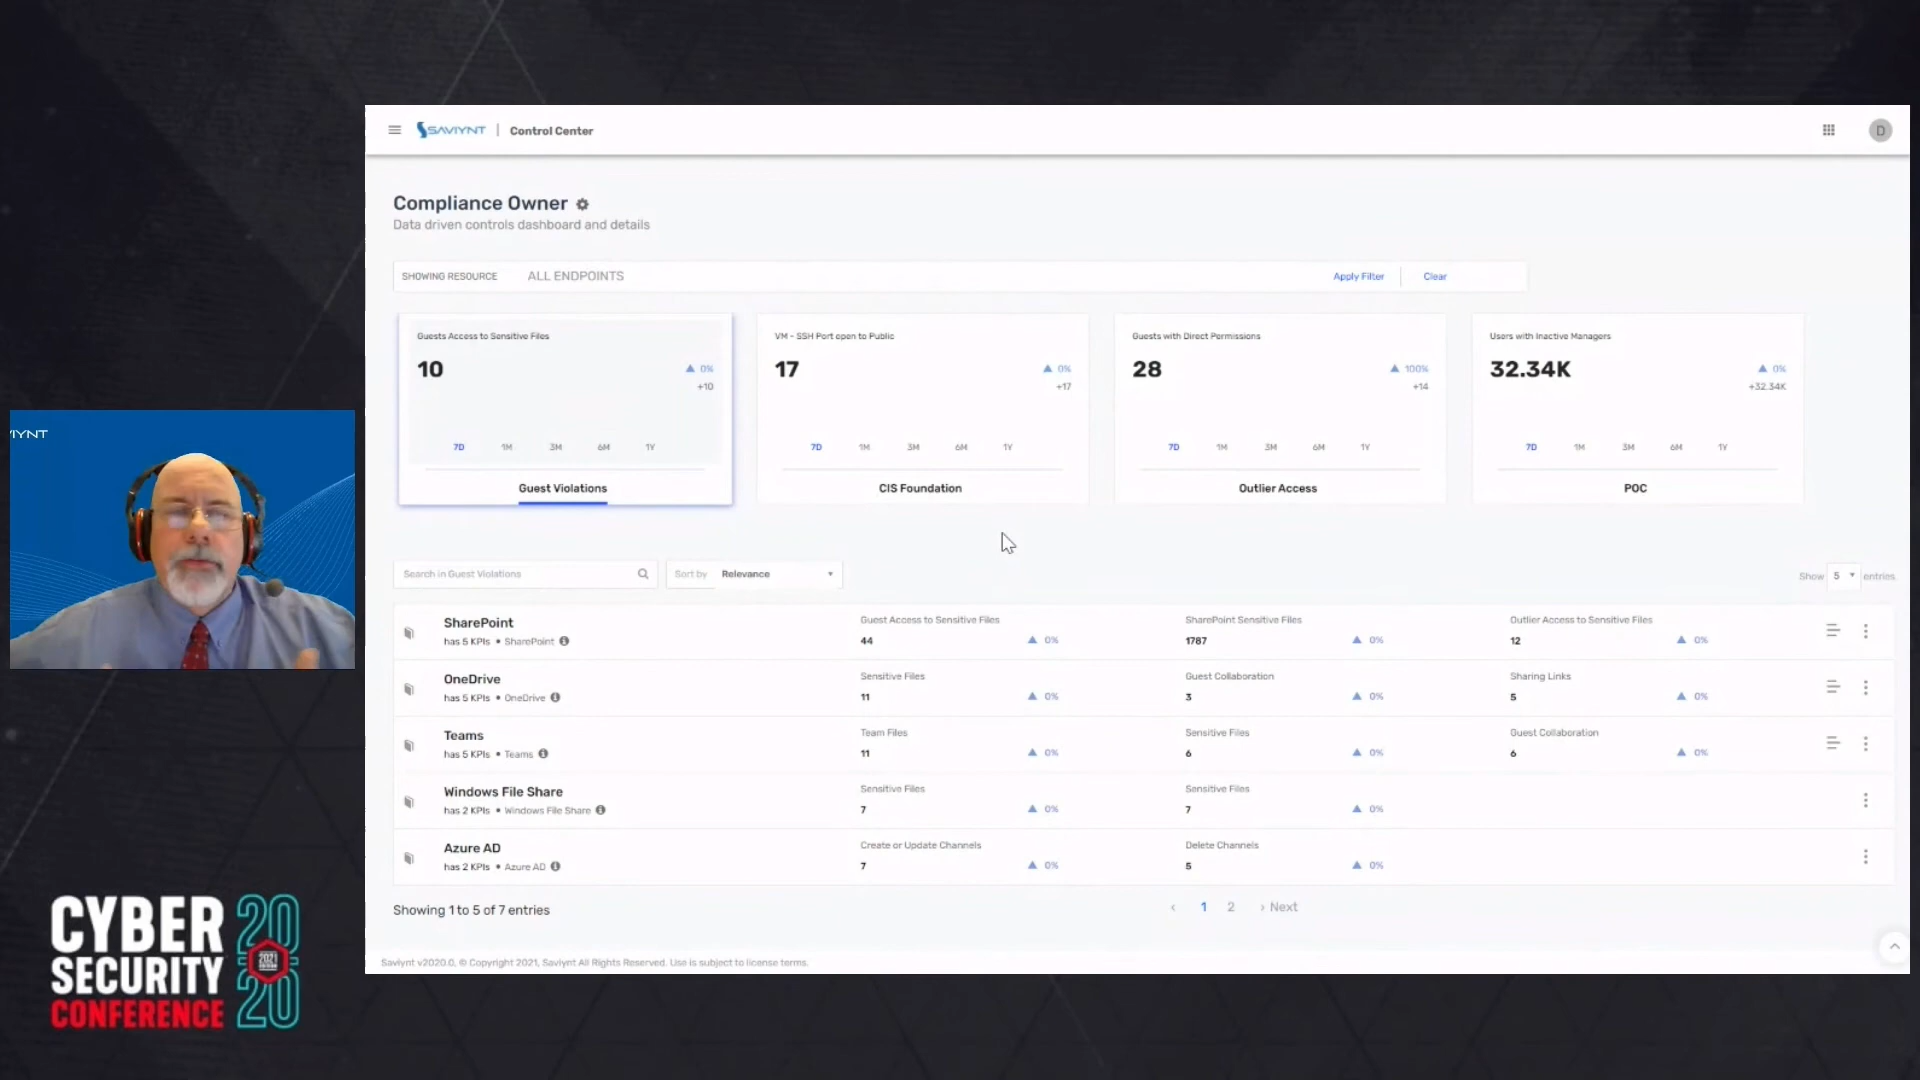 SAVIYNT | Control Center
D
Compliance Owner
Data driven controls dashboard and details
SHOWING RESOURCE ALL ENDPOINTS Apply Filter Clear
Guests Access to Sensitive Files
10
0%
+10
7D 1M 3M 6M 1Y
Guest Violations
VM - SSH Port open to Public
17
0%
+17
7D 1M 3M 6M 1Y
CIS Foundation
Guests with Direct Permissions
28
100%
+14
7D 1M 3M 6M 1Y
Outlier Access
Users with Inactive Managers
32.34K
0%
+32.34K
7D 1M 3M 6M 1Y
POC
Search in Guest Violations
Sort by Relevance
Show 5 entries
SharePoint
has 5 KPIs • SharePoint
Guest Access to Sensitive Files
44 0%
SharePoint Sensitive Files
1787 0%
Outlier Access to Sensitive Files
12 0%
OneDrive
has 5 KPIs • OneDrive
Sensitive Files
11 0%
Guest Collaboration
3 0%
Sharing Links
5 0%
Teams
has 5 KPIs • Teams
Team Files
11 0%
Sensitive Files
6 0%
Guest Collaboration
6 0%
Windows File Share
has 2 KPIs • Windows File Share
Sensitive Files
7 0%
Sensitive Files
7 0%
Azure AD
has 2 KPIs • Azure AD
Create or Update Channels
7 0%
Delete Channels
5 0%
Showing 1 to 5 of 7 entries
‹ 1 2 › Next
Saviynt v2020.0, © Copyright 2021, Saviynt All Rights Reserved. Use is subject to license terms.
VIYNT
CYBER
SECURITY
CONFERENCE
20
2021
20